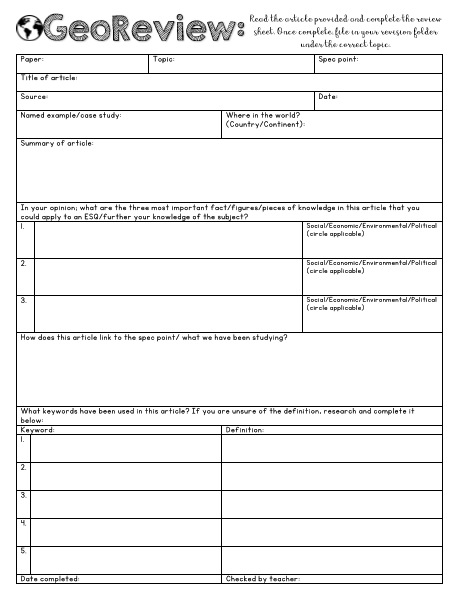 GeoReview:
Read the article provided and complete the review
sheet. Once complete, file in your revision folder
under the correct topic.
Paper: Topic: Spec point:
Title of article:
Source: Date:
Named example/case study: Where in the world?
(Country/Continent):
Summary of article:
In your opinion; what are the three most important fact/figures/pieces of knowledge in this article that you
could apply to an ESQ/further your knowledge of the subject?
1. Social/Economic/Environmental/Political
(circle applicable)
2. Social/Economic/Environmental/Political
(circle applicable)
3. Social/Economic/Environmental/Political
(circle applicable)
How does this article link to the spec point/ what we have been studying?
What keywords have been used in this article? If you are unsure of the definition, research and complete it
below:
Keyword: Definition:
1.
2.
3.
4.
5.
Date completed: Checked by teacher: